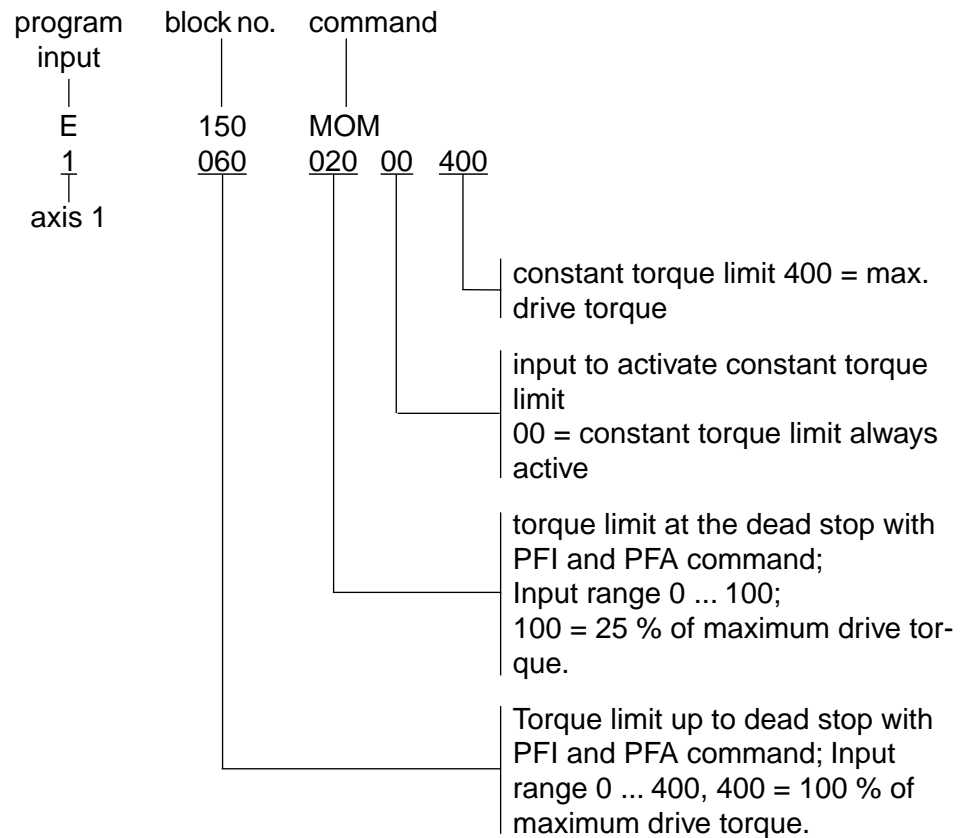 program block no. command
input
E 150 MOM
1 060 020 00 400
axis 1
constant torque limit 400 = max.
drive torque
input to activate constant torque
limit
00 = constant torque limit always
active
torque limit at the dead stop with
PFI and PFA command;
Input range 0 ... 100;
100 = 25 % of maximum drive tor-
que.
Torque limit up to dead stop with
PFI and PFA command; Input
range 0 ... 400, 400 = 100 % of
maximum drive torque.